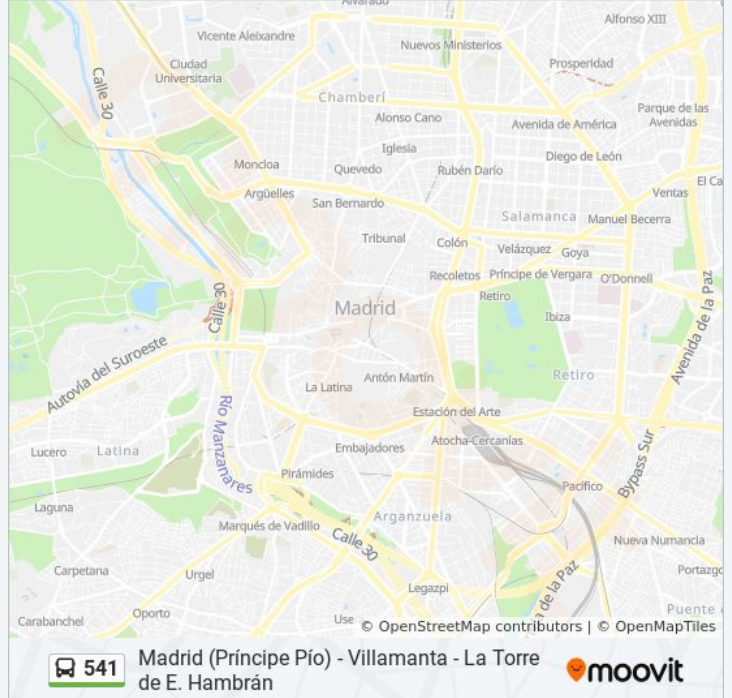 Alvarado
Alfonso XIII
Vicente Aleixandre
Nuevos Ministerios
Ciudad
Universitaria
Prosperidad
Calle 30
Chamberí
Parque de las
Avenidas
Alonso Cano
Avenida de América
Iglesia
Diego de León
Moncloa
Quevedo
Rubén Darío
El Ca
Argüelles
Ventas
San Bernardo
Salamanca
Manuel Becerra
Tribunal
Colón
Velázquez
Goya
Recoletos
Príncipe de Vergara
O'Donnell
Calle 30
Retiro
Madrid
Ibiza
Avenida de la Paz
Autovía del Suroeste
Antón Martín
Retiro
La Latina
Estación del Arte
Río Manzanares
Atocha-Cercanías
Lucero
Latina
Embajadores
Bypass Sur
Pirámides
Pacífico
Laguna
Arganzuela
Marqués de Vadillo
Calle 30
Nueva Numancia
Carpetana
Urgel
Legazpi
a de la Paz
Portazgo
Oporto
Puente
Carabanchel
Use
© OpenStreetMap contributors | © OpenMapTiles
541
Madrid (Príncipe Pío) - Villamanta - La Torre
de E. Hambrán
moovit